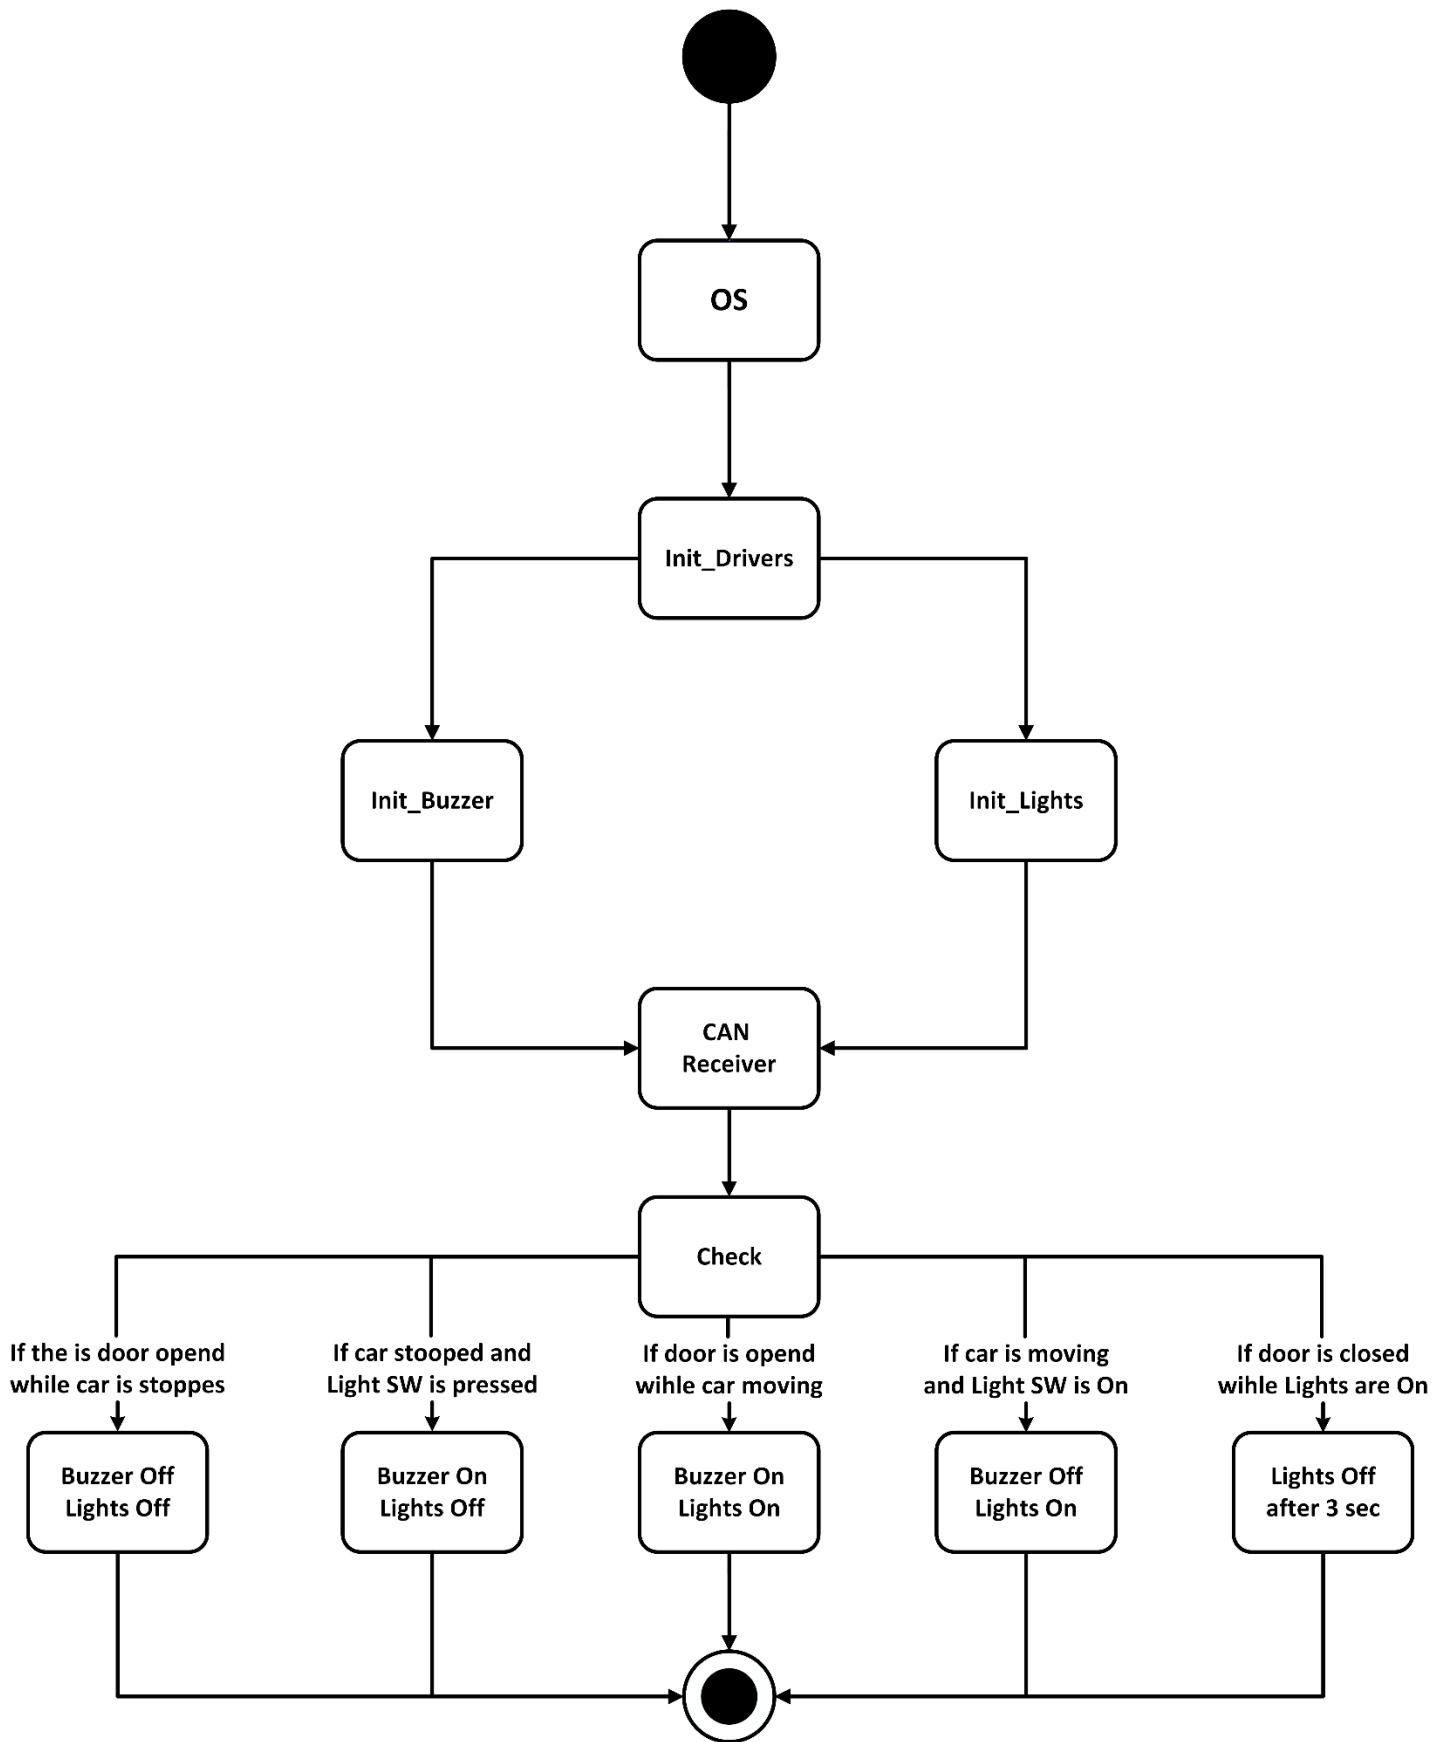 OS
Init_Drivers
Init_Buzzer
Init_Lights
CAN
Receiver
Check
If the is door opend
while car is stoppes
If car stooped and
Light SW is pressed
If door is opend
wihle car moving
If car is moving
and Light SW is On
If door is closed
wihle Lights are On
Buzzer Off
Lights Off
Buzzer On
Lights Off
Buzzer On
Lights On
Buzzer Off
Lights On
Lights Off
after 3 sec